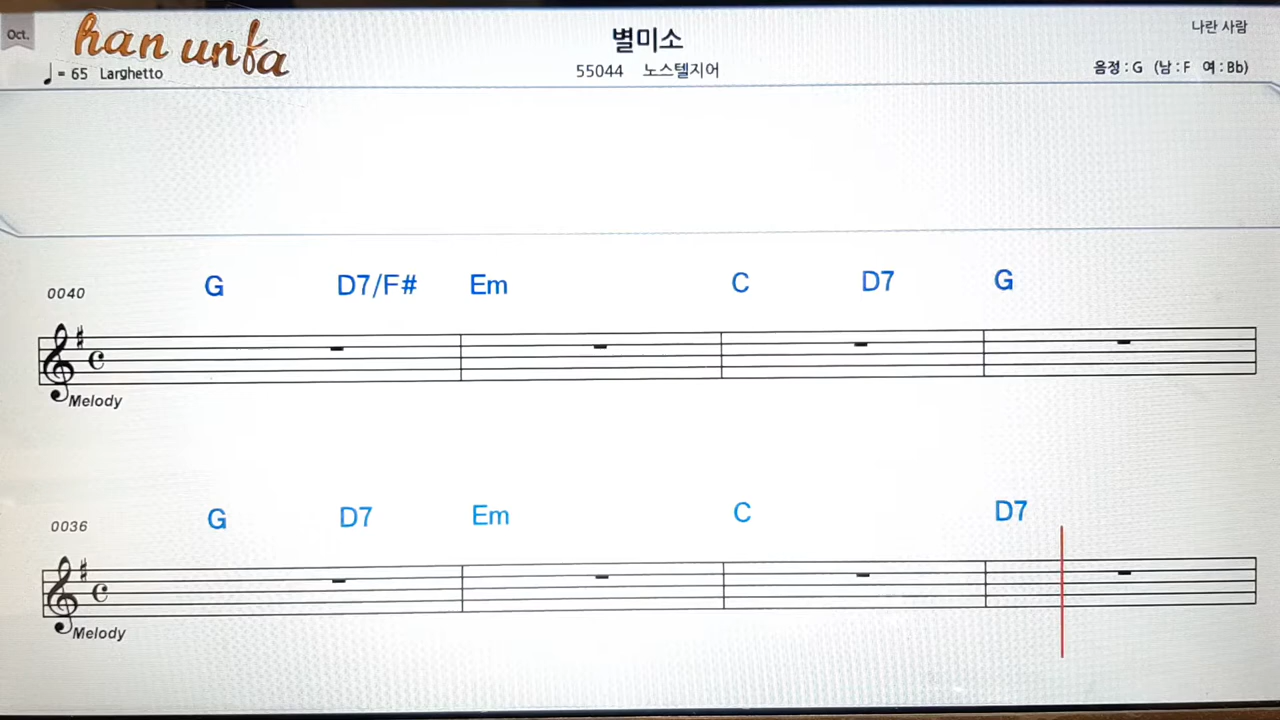 Oct.
han unfa
= 65 Larghetto
별미소
55044 노스텔지어
나란 사람
음정 : G (남 : F 여 : Bb)
0040
G D7/F# Em C D7 G
Melody
0036
G D7 Em C D7
Melody